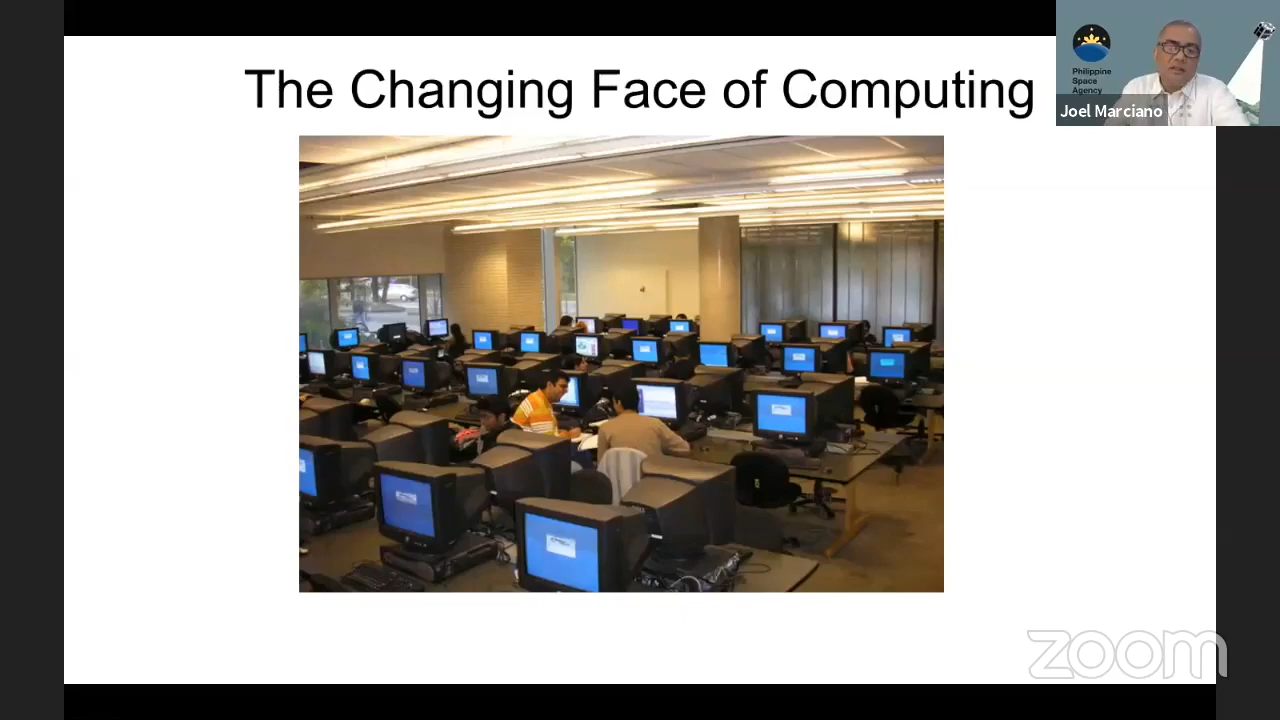 The Changing Face of Computing
Philippine
Space
Agency
Joel Marciano
zoom